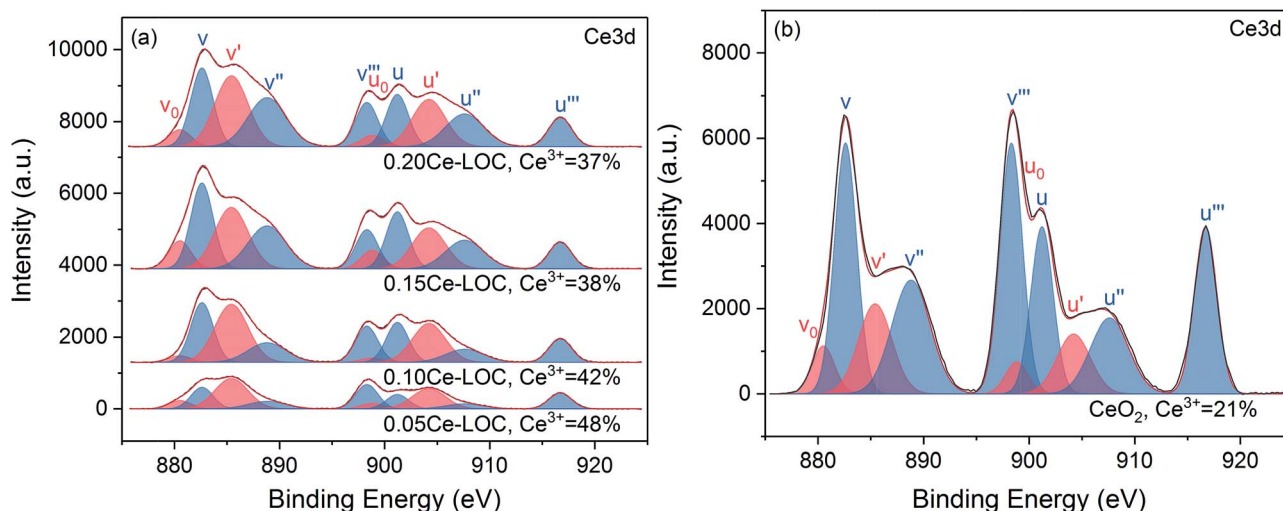 (a)
Ce3d
10000
8000
6000
4000
2000
0
Intensity (a.u.)
v₀
v
v'
v''
v'''
u₀
u
u'
u''
u'''
0.20Ce-LOC, Ce³⁺=37%
0.15Ce-LOC, Ce³⁺=38%
0.10Ce-LOC, Ce³⁺=42%
0.05Ce-LOC, Ce³⁺=48%
880
890
900
910
920
Binding Energy (eV)
(b)
Ce3d
8000
6000
4000
2000
0
Intensity (a.u.)
v₀
v
v'
v''
v'''
u₀
u
u'
u''
u'''
CeO₂, Ce³⁺=21%
880
890
900
910
920
Binding Energy (eV)